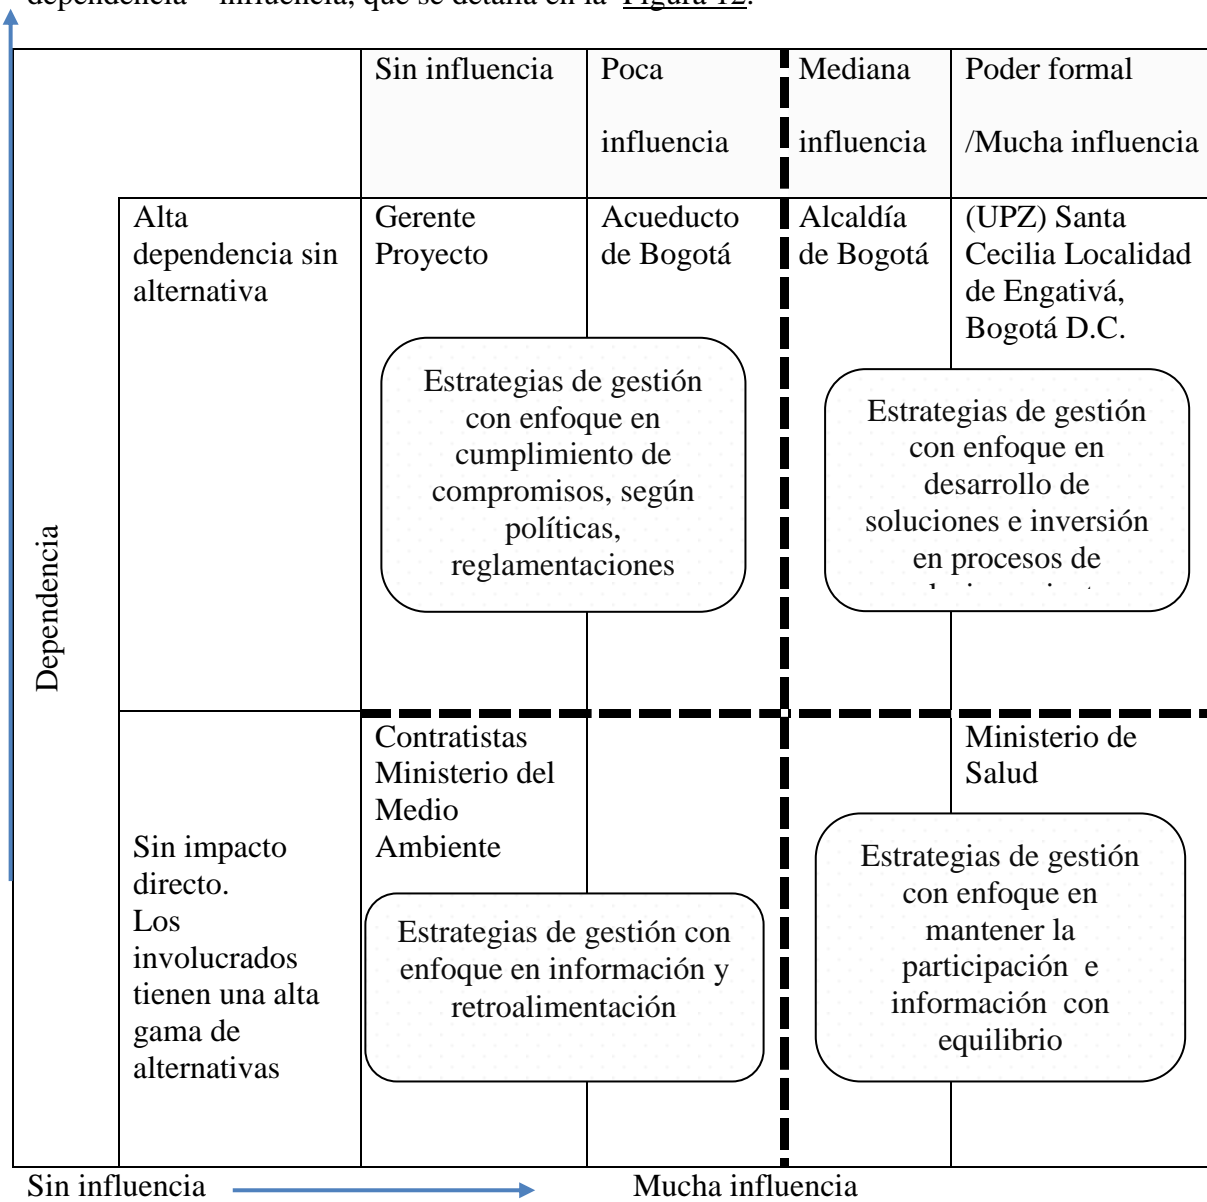 dependencia – influencia, que se detalla en la Figura 12.
Sin influencia
Poca
influencia
Mediana
influencia
Poder formal
/Mucha influencia
Dependencia
Alta
dependencia sin
alternativa
Gerente
Proyecto
Acueducto
de Bogotá
Alcaldía
de Bogotá
(UPZ) Santa
Cecilia Localidad
de Engativá,
Bogotá D.C.
Estrategias de gestión
con enfoque en
cumplimiento de
compromisos, según
políticas,
reglamentaciones
Estrategias de gestión
con enfoque en
desarrollo de
soluciones e inversión
en procesos de
Sin impacto
directo.
Los
involucrados
tienen una alta
gama de
alternativas
Contratistas
Ministerio del
Medio
Ambiente
Ministerio de
Salud
Estrategias de gestión con
enfoque en información y
retroalimentación
Estrategias de gestión
con enfoque en
mantener la
participación e
información con
equilibrio
Sin influencia
Mucha influencia